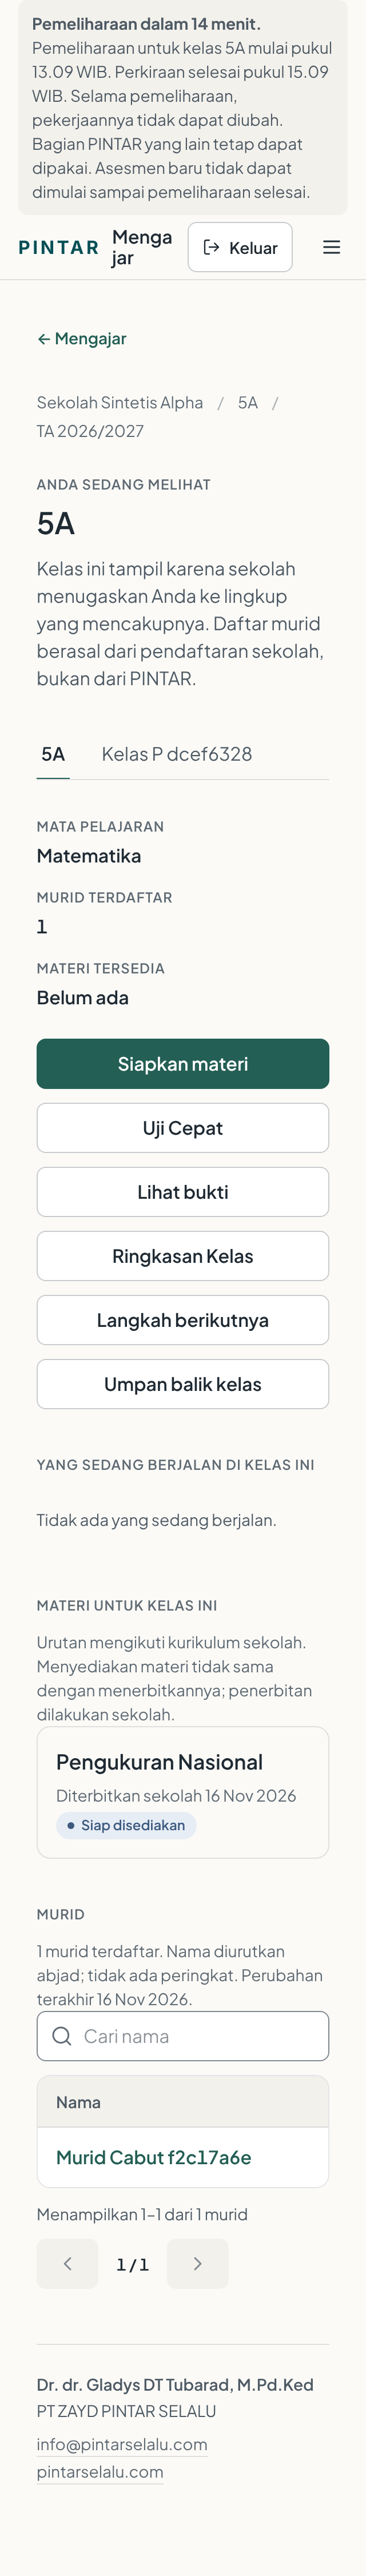 Pemeliharaan dalam 14 menit.
Pemeliharaan untuk kelas 5A mulai pukul
13.09 WIB. Perkiraan selesai pukul 15.09
WIB. Selama pemeliharaan,
pekerjaannya tidak dapat diubah.
Bagian PINTAR yang lain tetap dapat
dipakai. Asesmen baru tidak dapat
dimulai sampai pemeliharaan selesai.
PINTAR
Menga
jar
Keluar
← Mengajar
Sekolah Sintetis Alpha / 5A /
TA 2026/2027
ANDA SEDANG MELIHAT
5A
Kelas ini tampil karena sekolah
menugaskan Anda ke lingkup
yang mencakupnya. Daftar murid
berasal dari pendaftaran sekolah,
bukan dari PINTAR.
5A Kelas P dcef6328
MATA PELAJARAN
Matematika
MURID TERDAFTAR
1
MATERI TERSEDIA
Belum ada
Siapkan materi
Uji Cepat
Lihat bukti
Ringkasan Kelas
Langkah berikutnya
Umpan balik kelas
YANG SEDANG BERJALAN DI KELAS INI
Tidak ada yang sedang berjalan.
MATERI UNTUK KELAS INI
Urutan mengikuti kurikulum sekolah.
Menyediakan materi tidak sama
dengan menerbitkannya; penerbitan
dilakukan sekolah.
Pengukuran Nasional
Diterbitkan sekolah 16 Nov 2026
Siap disediakan
MURID
1 murid terdaftar. Nama diurutkan
abjad; tidak ada peringkat. Perubahan
terakhir 16 Nov 2026.
Cari nama
Nama
Murid Cabut f2c17a6e
Menampilkan 1–1 dari 1 murid
1/1
Dr. dr. Gladys DT Tubarad, M.Pd.Ked
PT ZAYD PINTAR SELALU
info@pintarselalu.com
pintarselalu.com